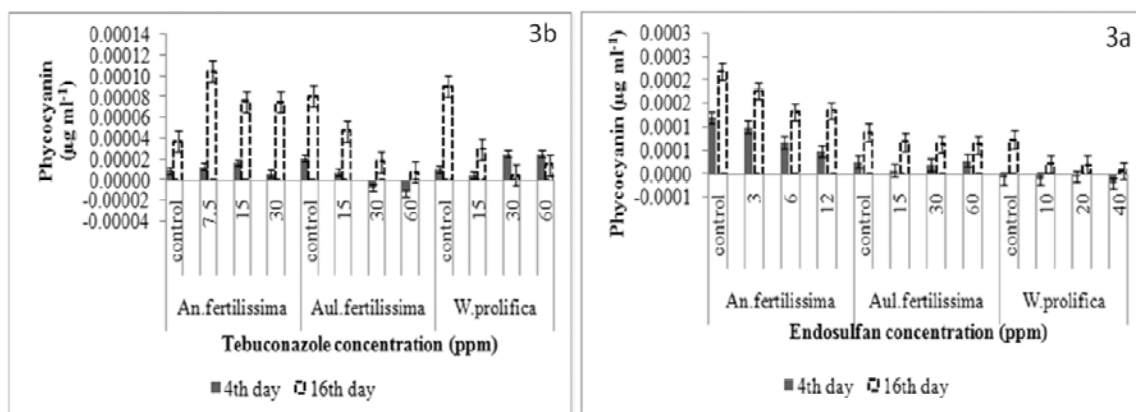 3b
Phycocyanin
(µg ml-1)
0.00014
0.00012
0.00010
0.00008
0.00006
0.00004
0.00002
0.00000
-0.00002
-0.00004
control
7.5
15
30
control
15
30
60
control
15
30
60
An.fertilissima
Aul.fertilissima
W.prolifica
Tebuconazole concentration (ppm)
4th day
16th day
3a
Phycocyanin (µg ml-1)
0.0003
0.0003
0.0002
0.0002
0.0001
0.0001
0.0000
-0.0001
control
3
6
12
control
15
30
60
control
10
20
40
An.fertilissima
Aul.fertilissima
W.prolifica
Endosulfan concentration (ppm)
4th day
16th day